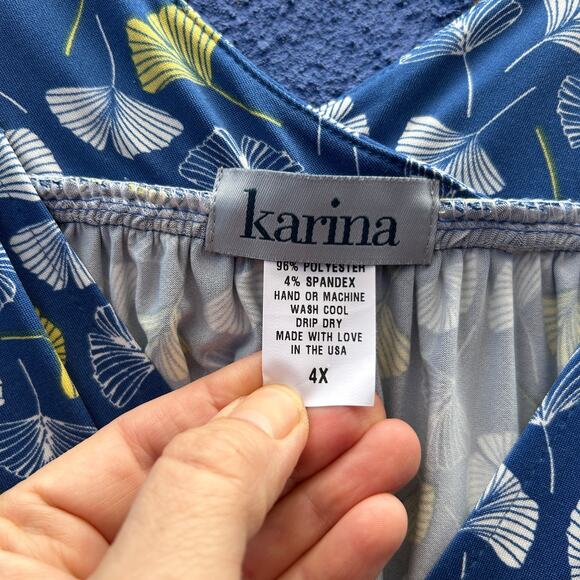 karina
96% POLYESTER
4% SPANDEX
HAND OR MACHINE
WASH COOL
DRIP DRY
MADE WITH LOVE
IN THE USA
4X